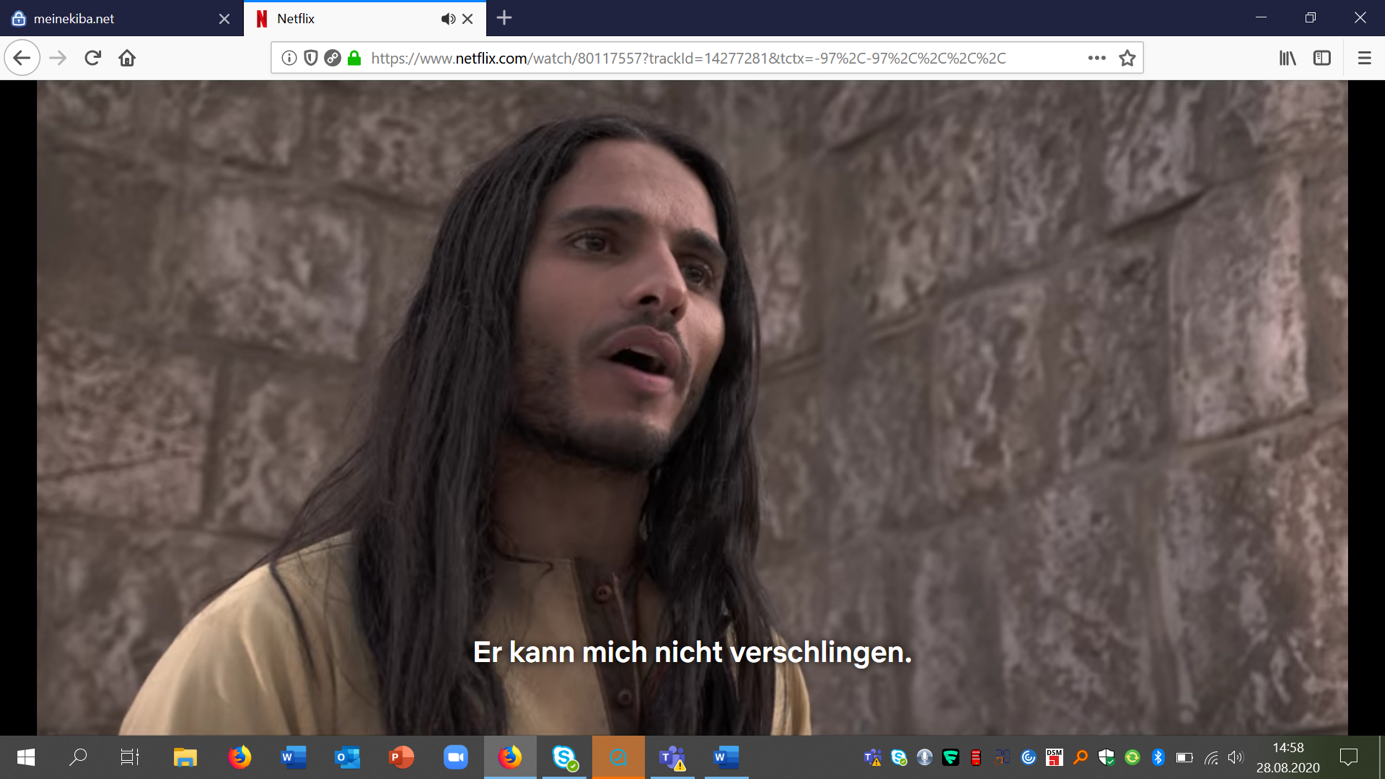 meinekiba.net
Netflix
https://www.netflix.com/watch/80117557?trackId=14277281&tctx=-97%2C-97%2C%2C%2C%2C
Er kann mich nicht verschlingen.
DSM
14:58
28.08.2020